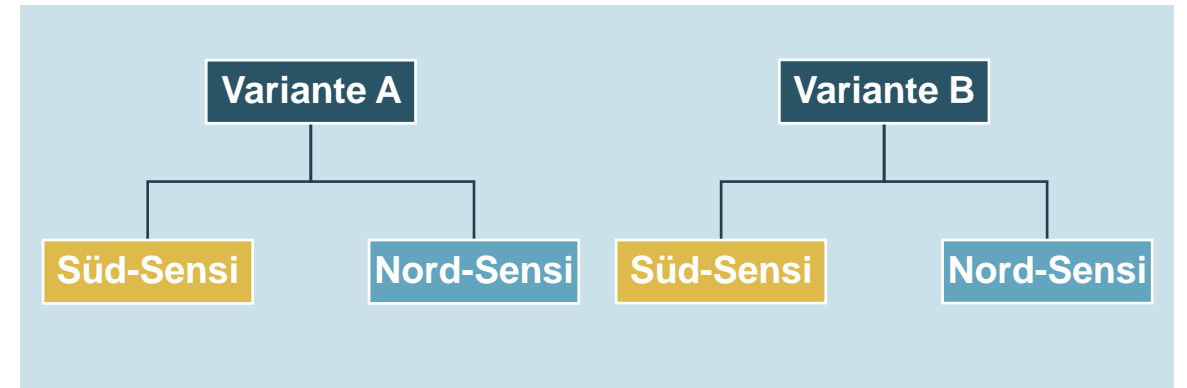 Variante A
Variante B
Süd-Sensi
Nord-Sensi
Süd-Sensi
Nord-Sensi